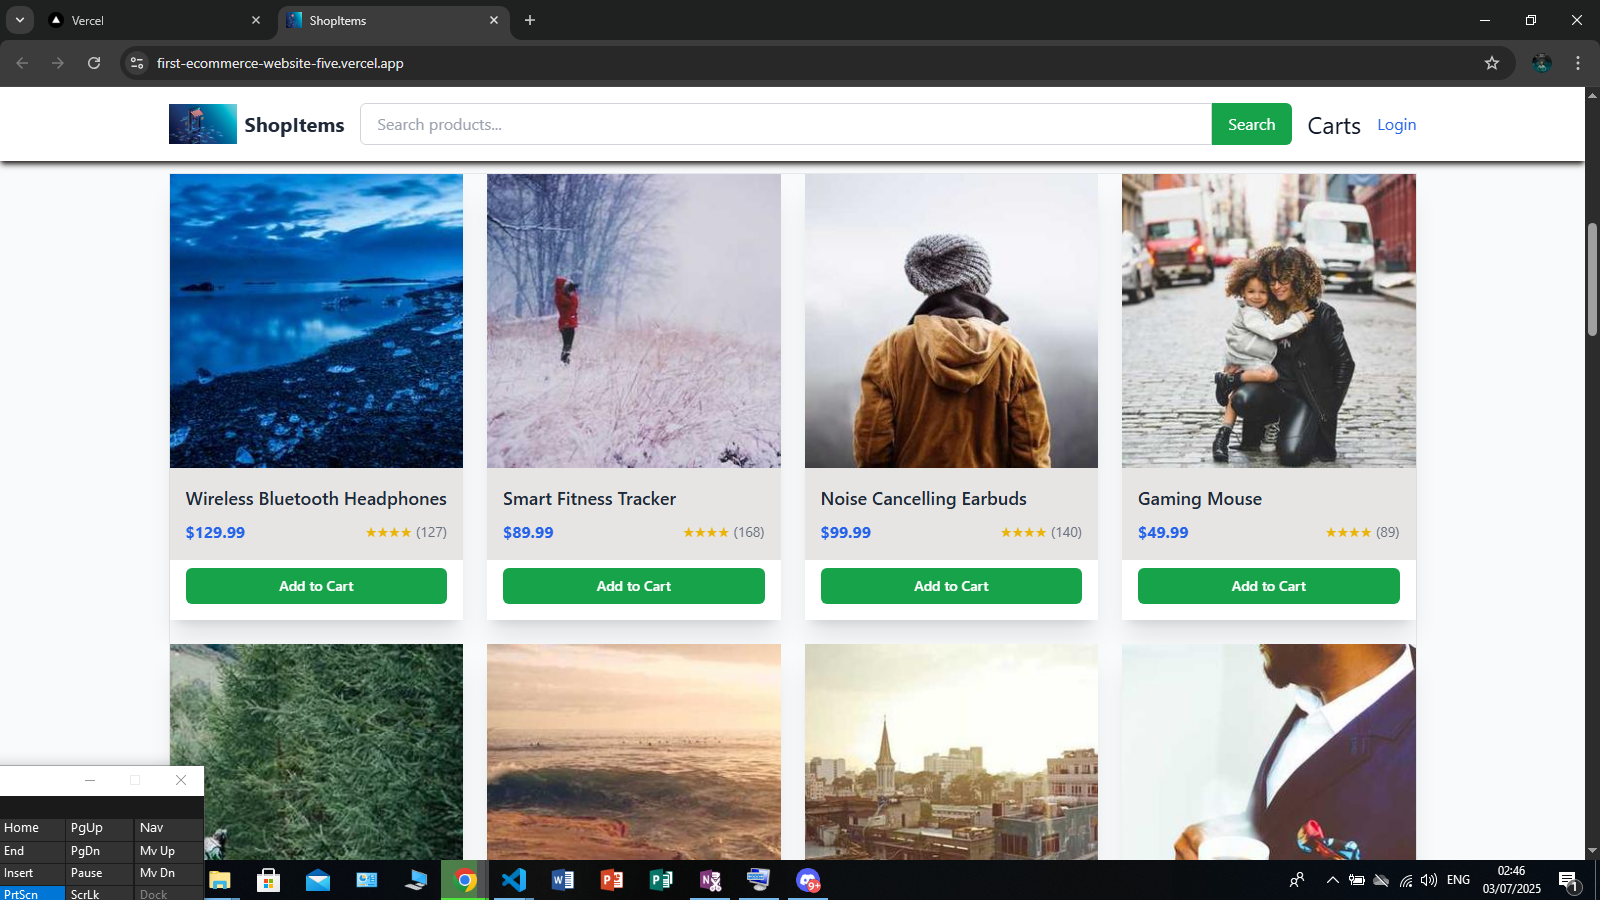 Vercel
ShopItems
first-ecommerce-website-five.vercel.app
ShopItems
Search products...
Search
Carts
Login
Wireless Bluetooth Headphones
$129.99 ★★★★ (127)
Add to Cart
Smart Fitness Tracker
$89.99 ★★★★ (168)
Add to Cart
Noise Cancelling Earbuds
$99.99 ★★★★ (140)
Add to Cart
Gaming Mouse
$49.99 ★★★★ (89)
Add to Cart
Home PgUp Nav
End PgDn Mv Up
Insert Pause Mv Dn
PrtScn ScrLk Dock
9+
ENG
02:46
03/07/2025
1